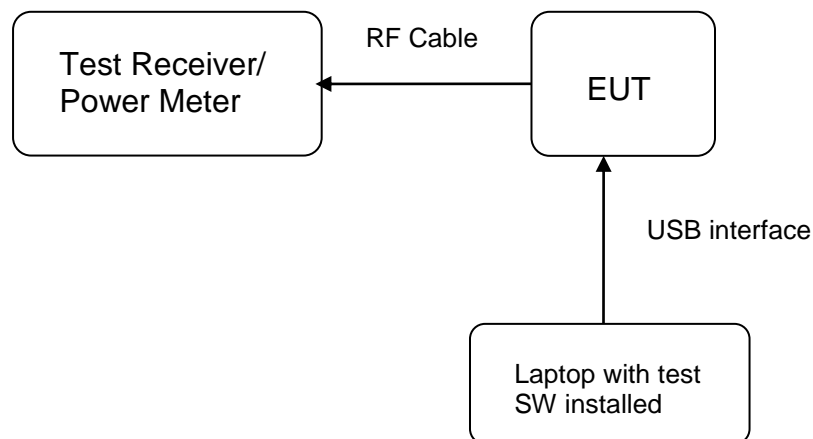 RF Cable
Test Receiver/
Power Meter
EUT
USB interface
Laptop with test
SW installed